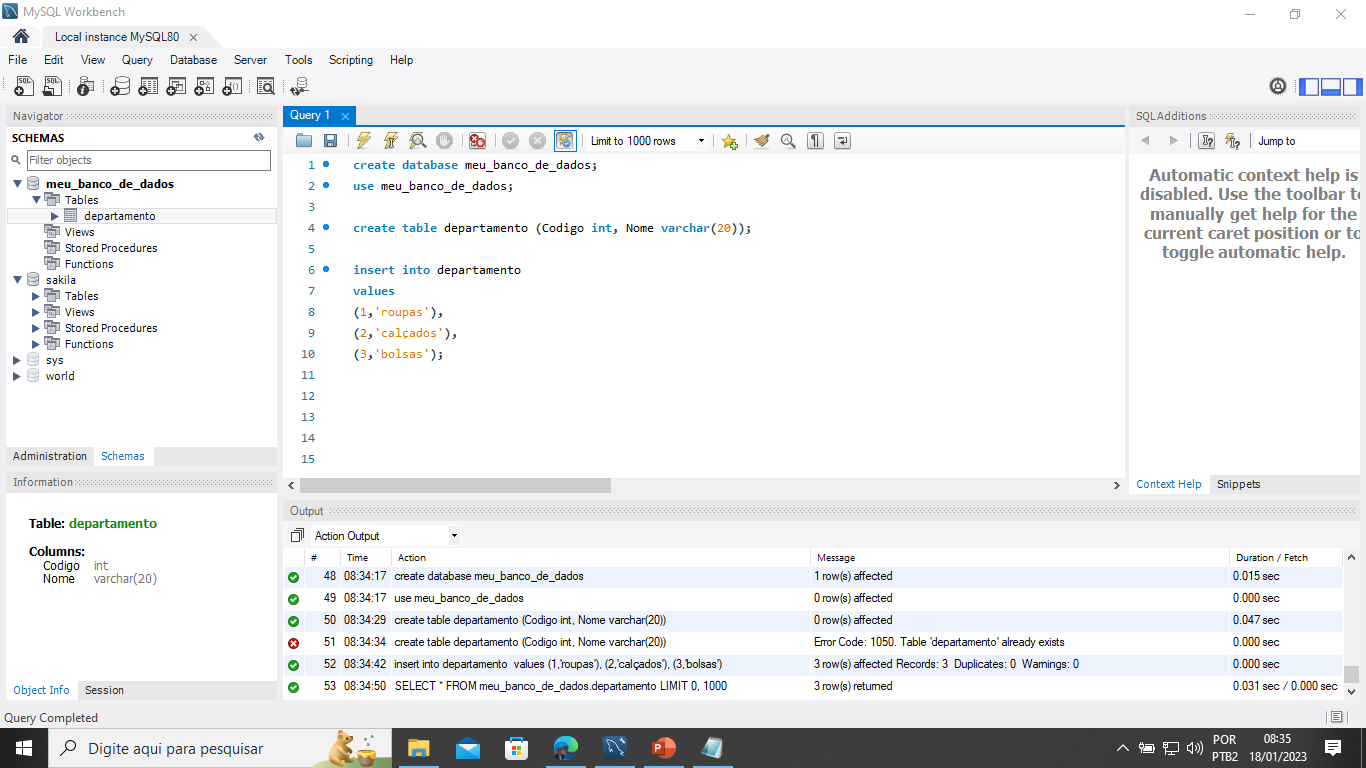 MySQL Workbench
Local instance MySQL80
File Edit View Query Database Server Tools Scripting Help
Navigator
SCHEMAS
Filter objects
meu_banco_de_dados
Tables
departamento
Views
Stored Procedures
Functions
sakila
Tables
Views
Stored Procedures
Functions
sys
world
Administration Schemas
Information
Table: departamento
Columns:
Codigo int
Nome varchar(20)
Object Info Session
Query 1
Limit to 1000 rows
1 create database meu_banco_de_dados;
2 use meu_banco_de_dados;
3
4 create table departamento (Codigo int, Nome varchar(20));
5
6 insert into departamento
7 values
8 (1,'roupas'),
9 (2,'calçados'),
10 (3,'bolsas');
11
12
13
14
15
SQLAdditions
Jump to
Automatic context help is
disabled. Use the toolbar to
manually get help for the
current caret position or to
toggle automatic help.
Context Help Snippets
Output
Action Output
# Time Action Message Duration / Fetch
48 08:34:17 create database meu_banco_de_dados 1 row(s) affected 0.015 sec
49 08:34:17 use meu_banco_de_dados 0 row(s) affected 0.000 sec
50 08:34:29 create table departamento (Codigo int, Nome varchar(20)) 0 row(s) affected 0.047 sec
51 08:34:34 create table departamento (Codigo int, Nome varchar(20)) Error Code: 1050. Table 'departamento' already exists 0.000 sec
52 08:34:42 insert into departamento  values (1,'roupas'), (2,'calçados'), (3,'bolsas') 3 row(s) affected Records: 3  Duplicates: 0  Warnings: 0 0.000 sec
53 08:34:50 SELECT * FROM meu_banco_de_dados.departamento LIMIT 0, 1000 3 row(s) returned 0.031 sec / 0.000 sec
Query Completed
Digite aqui para pesquisar
POR
PTB2
08:35
18/01/2023